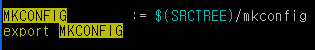 MKCONFIG        := $(SRCTREE)/mkconfig
export MKCONFIG